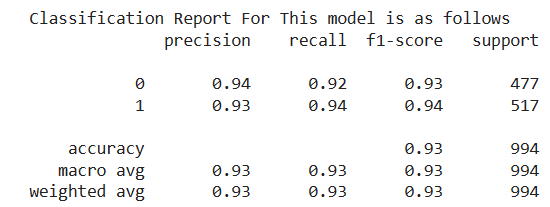 Classification Report For This model is as follows
precision recall f1-score support
0 0.94 0.92 0.93 477
1 0.93 0.94 0.94 517
accuracy 0.93 994
macro avg 0.93 0.93 0.93 994
weighted avg 0.93 0.93 0.93 994